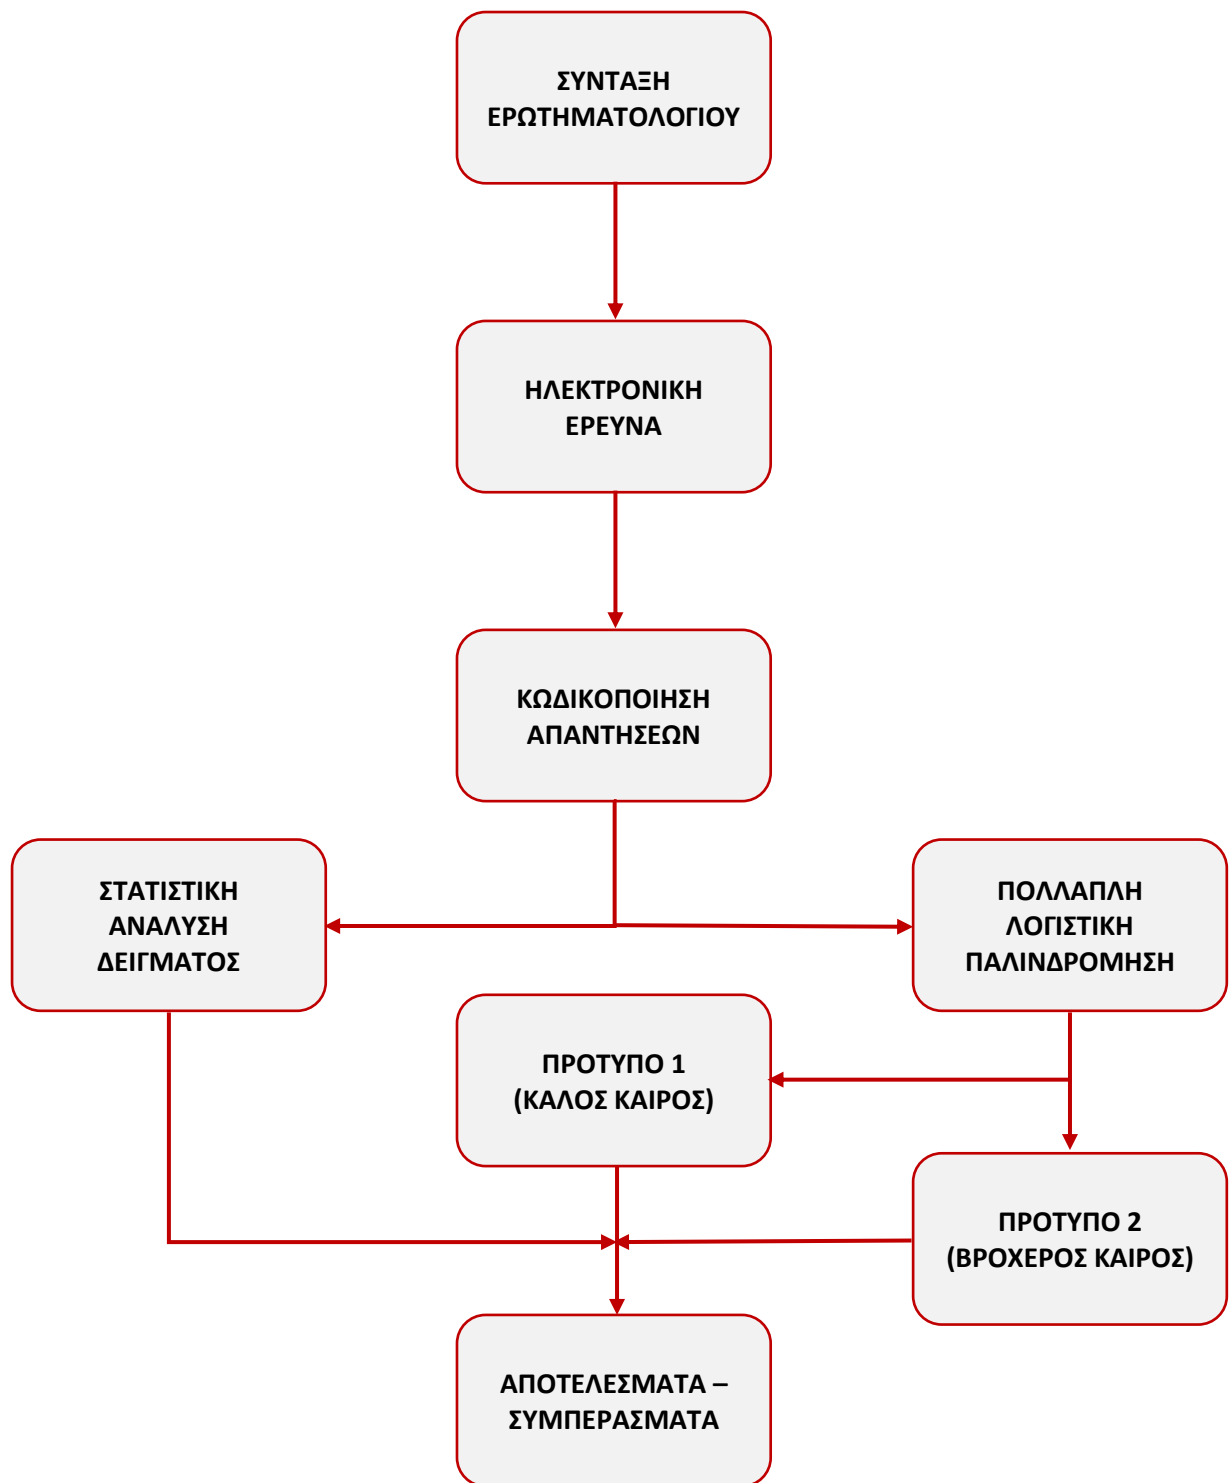 ΣΥΝΤΑΞΗ
ΕΡΩΤΗΜΑΤΟΛΟΓΙΟΥ
ΗΛΕΚΤΡΟΝΙΚΗ
ΕΡΕΥΝΑ
ΚΩΔΙΚΟΠΟΙΗΣΗ
ΑΠΑΝΤΗΣΕΩΝ
ΣΤΑΤΙΣΤΙΚΗ
ΑΝΑΛΥΣΗ
ΔΕΙΓΜΑΤΟΣ
ΠΟΛΛΑΠΛΗ
ΛΟΓΙΣΤΙΚΗ
ΠΑΛΙΝΔΡΟΜΗΣΗ
ΠΡΟΤΥΠΟ 1
(ΚΑΛΟΣ ΚΑΙΡΟΣ)
ΠΡΟΤΥΠΟ 2
(ΒΡΟΧΕΡΟΣ ΚΑΙΡΟΣ)
ΑΠΟΤΕΛΕΣΜΑΤΑ –
ΣΥΜΠΕΡΑΣΜΑΤΑ